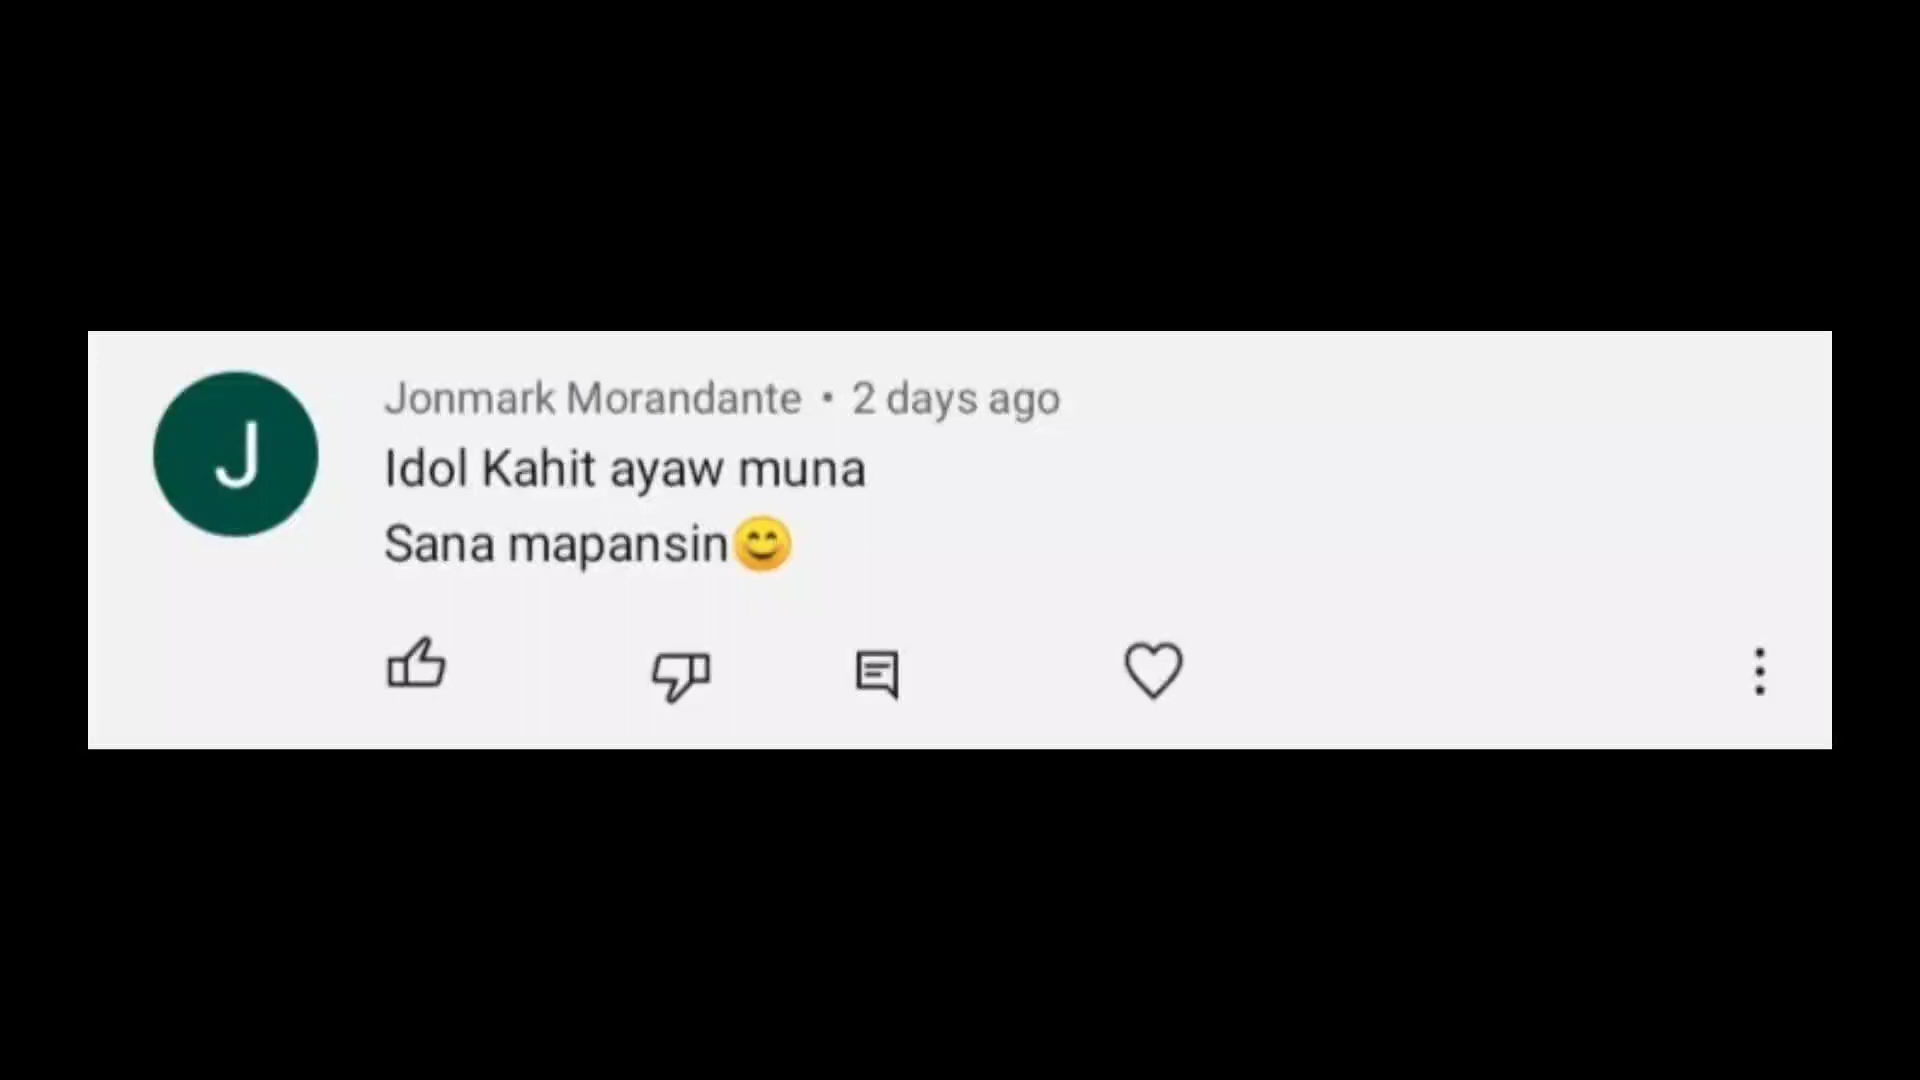 J
Jonmark Morandante • 2 days ago
Idol Kahit ayaw muna
Sana mapansin😊